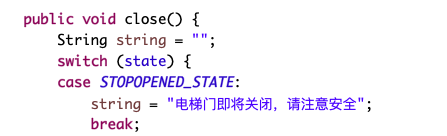 public void close() {
String string = "";
switch (state) {
case STOPOPENED_STATE:
string = "电梯门即将关闭，请注意安全";
break;